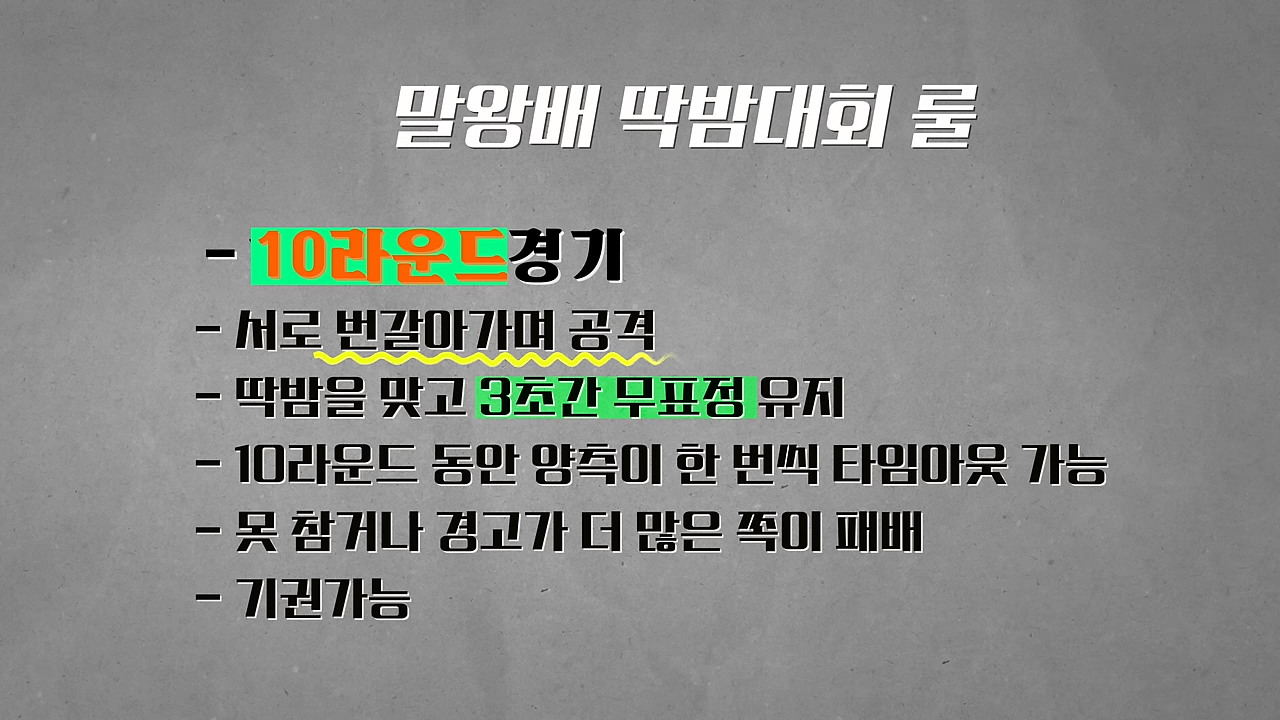 말왕배 딱밤대회 룰
- 10라운드경기
- 서로 번갈아가며 공격
- 딱밤을 맞고 3초간 무표정 유지
- 10라운드 동안 양측이 한 번씩 타임아웃 가능
- 못 참거나 경고가 더 많은 쪽이 패배
- 기권가능